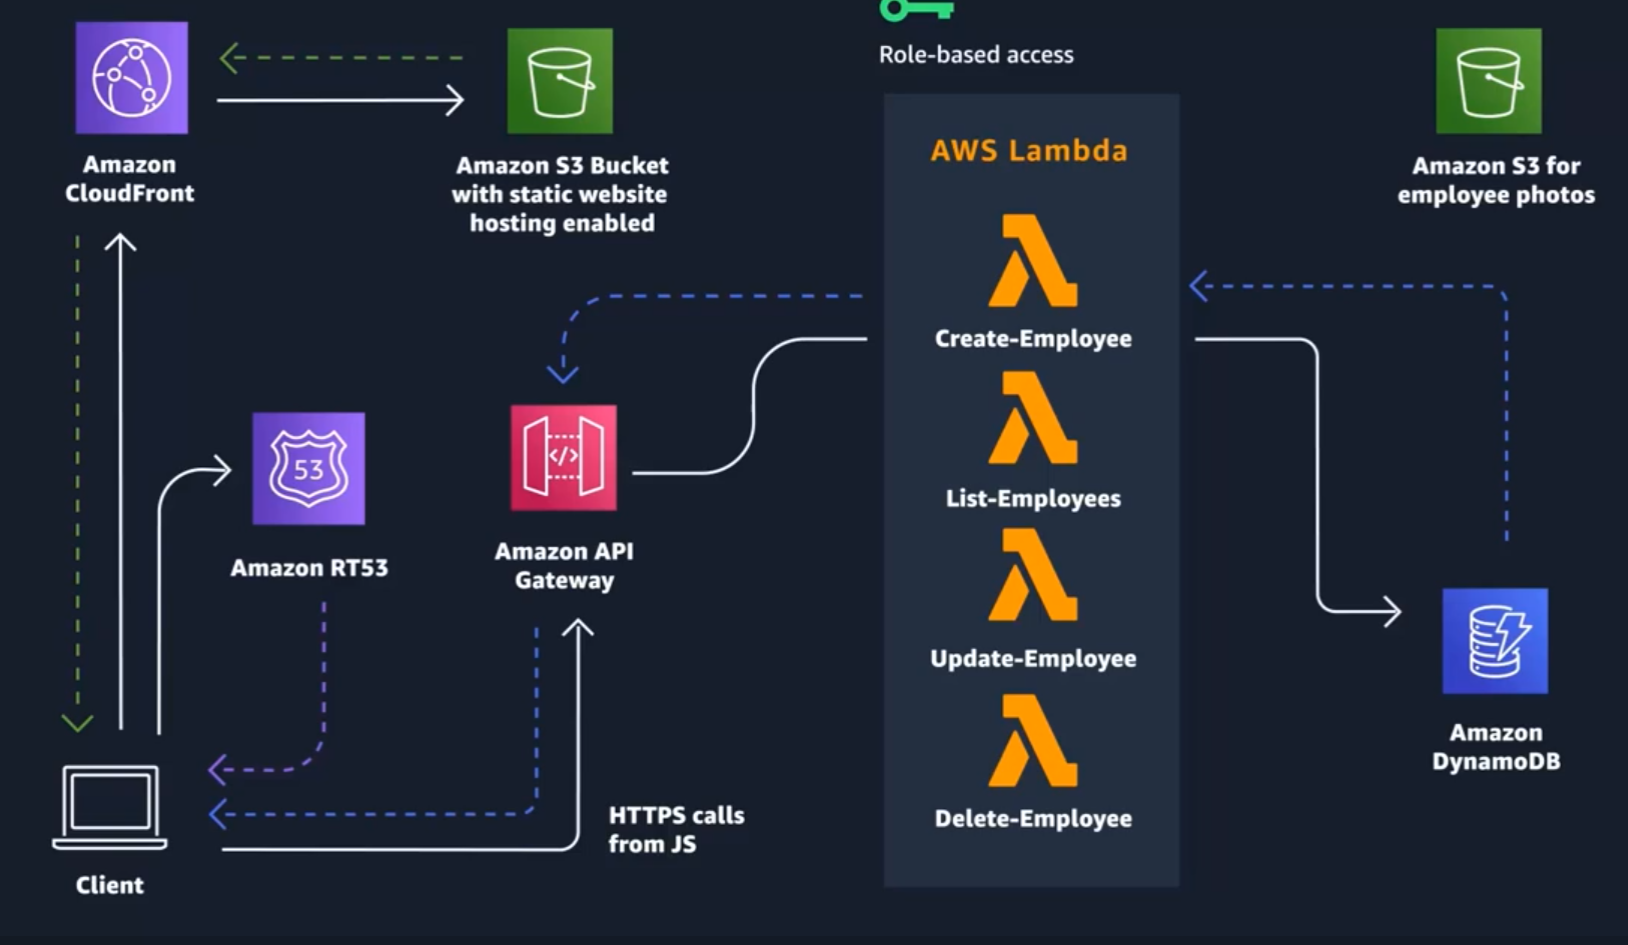 Role-based access
Amazon
CloudFront
Amazon S3 Bucket
with static website
hosting enabled
AWS Lambda
Amazon S3 for
employee photos
Create-Employee
List-Employees
Update-Employee
Delete-Employee
53
Amazon RT53
</>
Amazon API
Gateway
Amazon
DynamoDB
HTTPS calls
from JS
Client